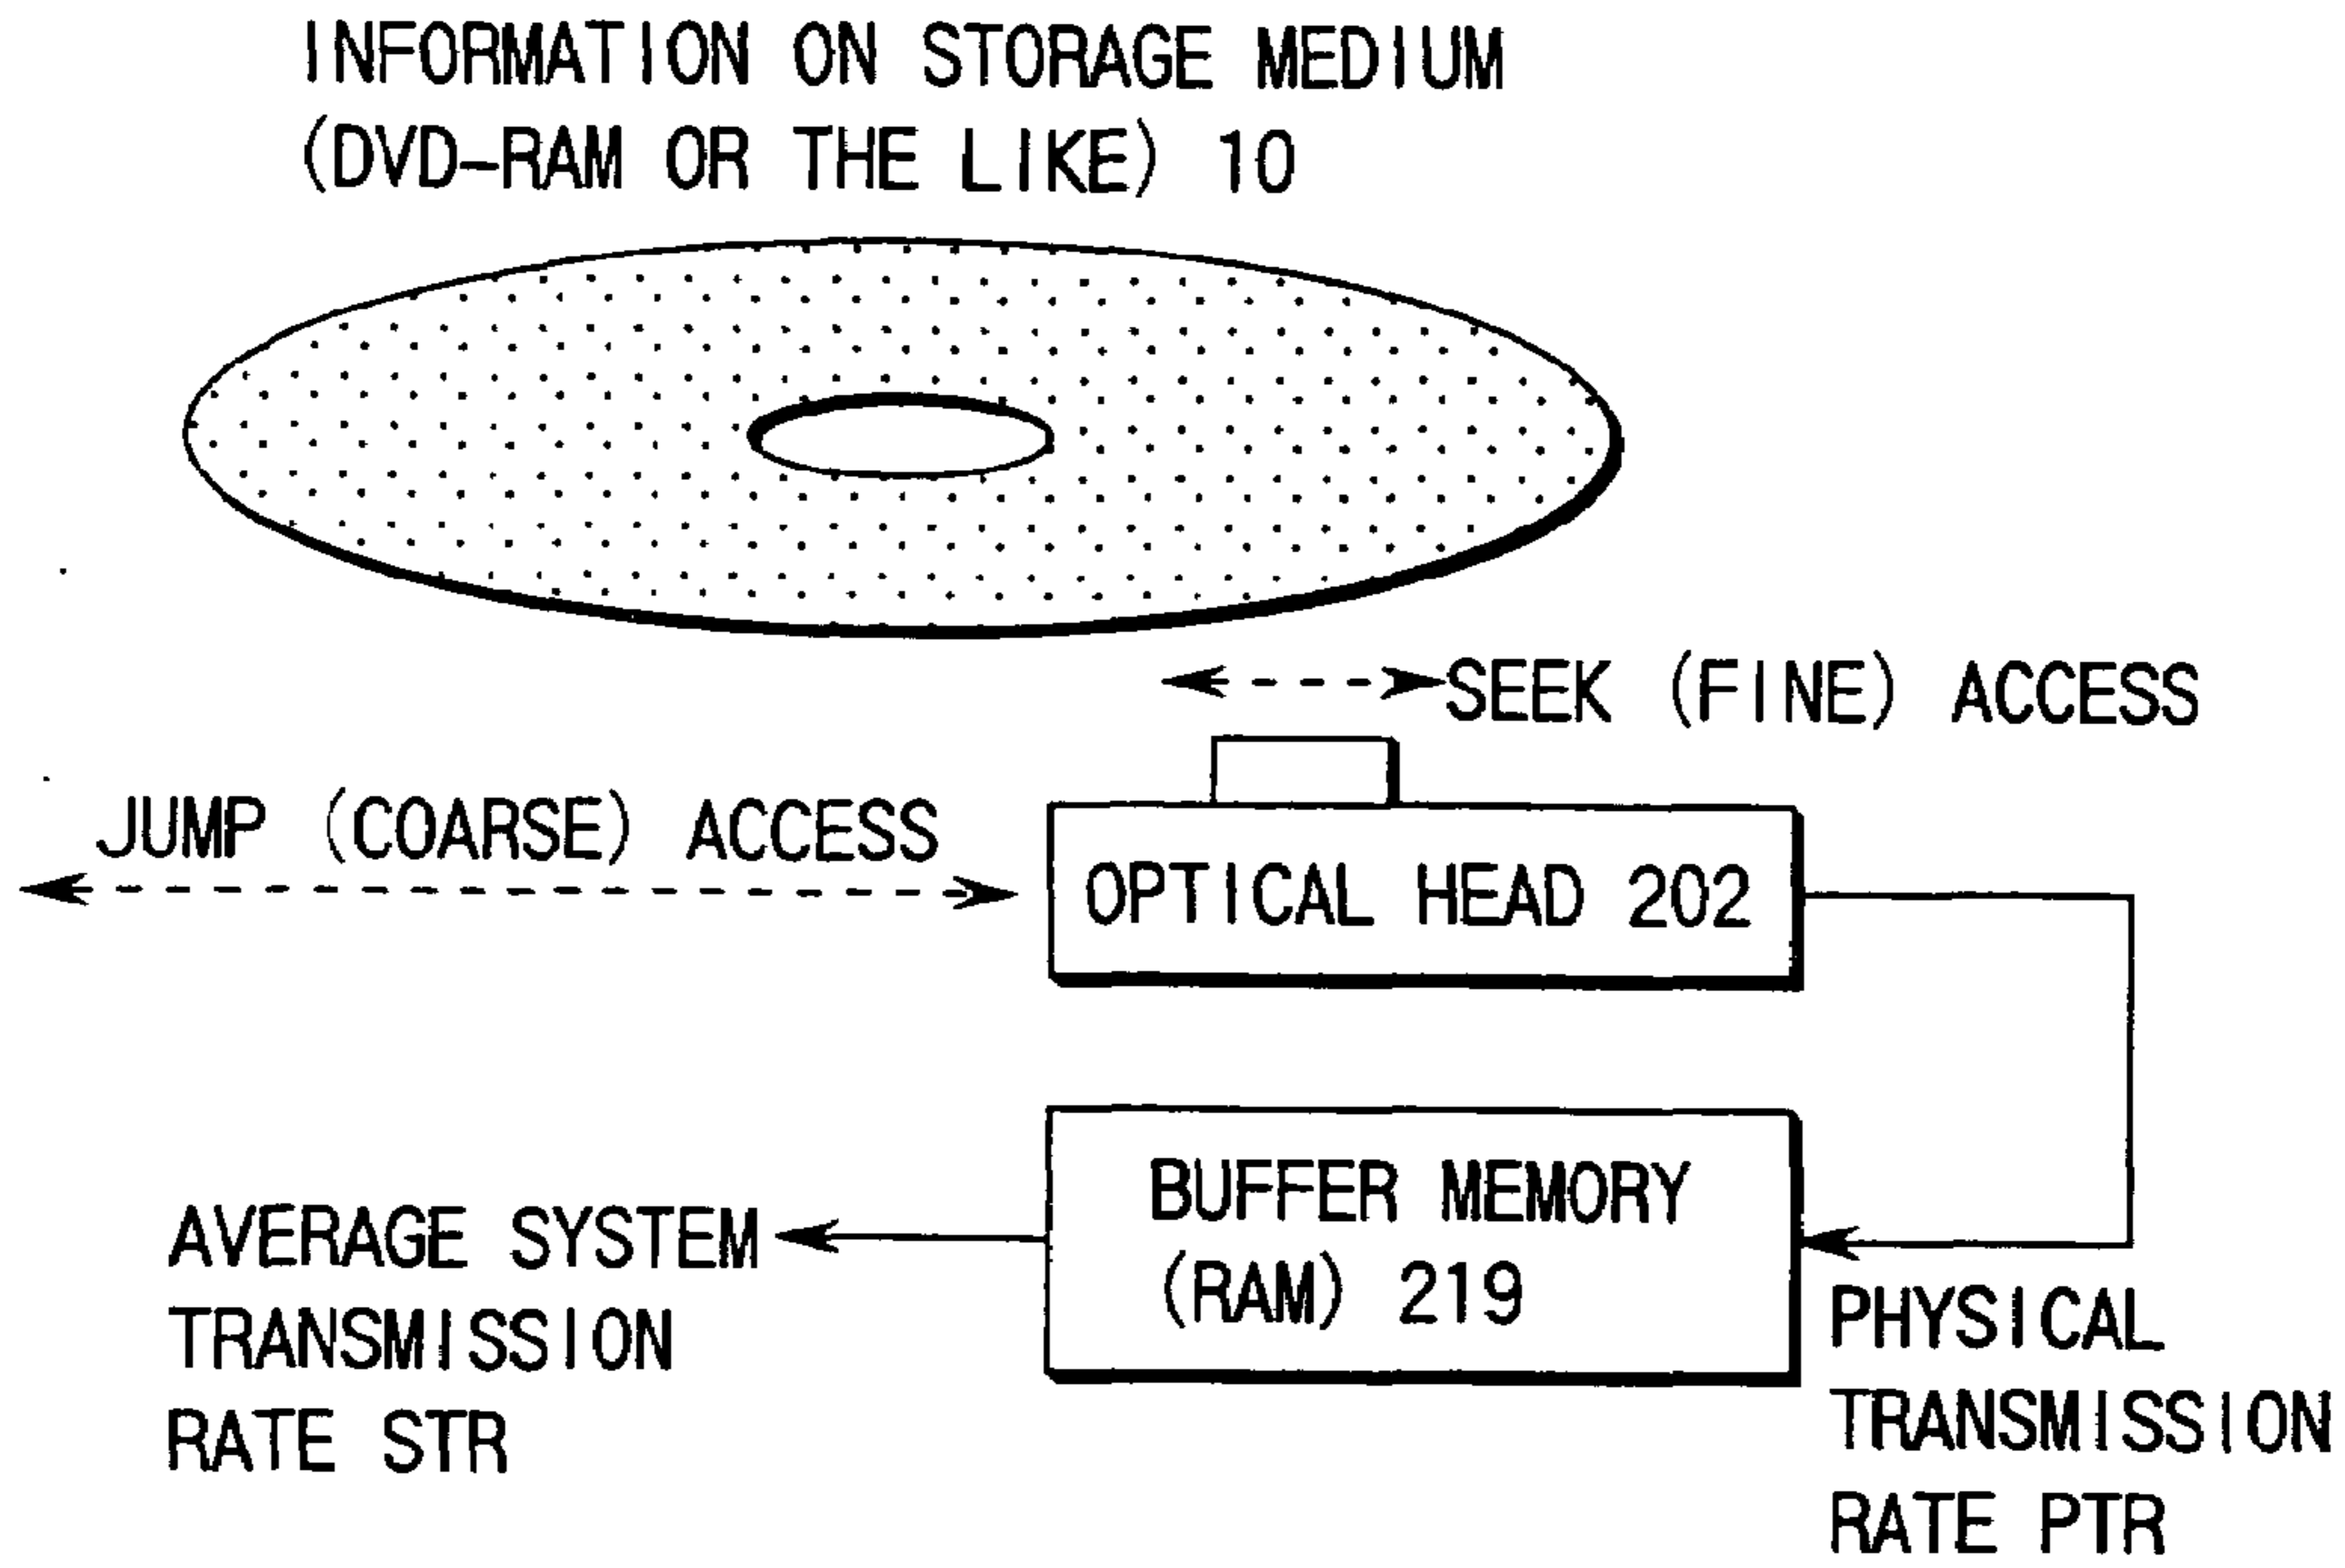 INFORMATION ON STORAGE MEDIUM
(DVD-RAM OR THE LIKE) 10
SEEK (FINE) ACCESS
JUMP (COARSE) ACCESS
OPTICAL HEAD 202
BUFFER MEMORY
(RAM) 219
AVERAGE SYSTEM
TRANSMISSION
RATE STR
PHYSICAL
TRANSMISSION
RATE PTR